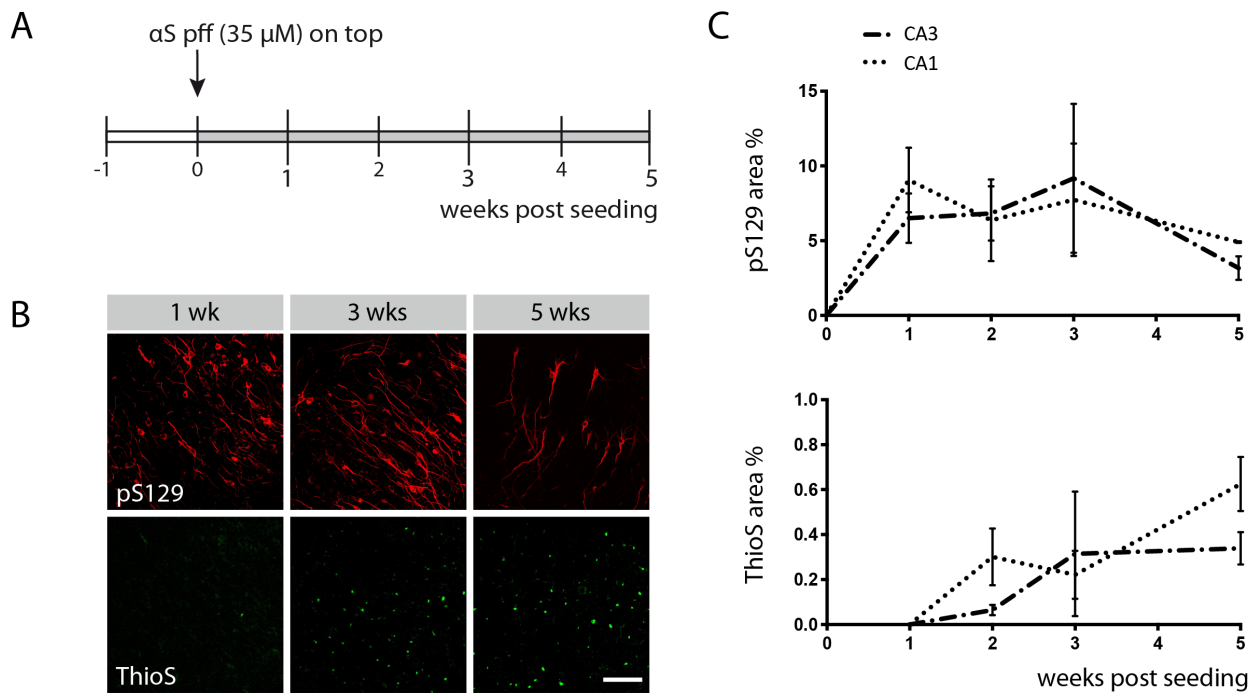 A
αS pff (35 μM) on top
-1 0 1 2 3 4 5
weeks post seeding
B
1 wk 3 wks 5 wks
pS129
ThioS
C
CA3
CA1
pS129 area %
15
10
5
0
0 1 2 3 4 5
ThioS area %
1.0
0.8
0.6
0.4
0.2
0.0
0 1 2 3 4 5
weeks post seeding